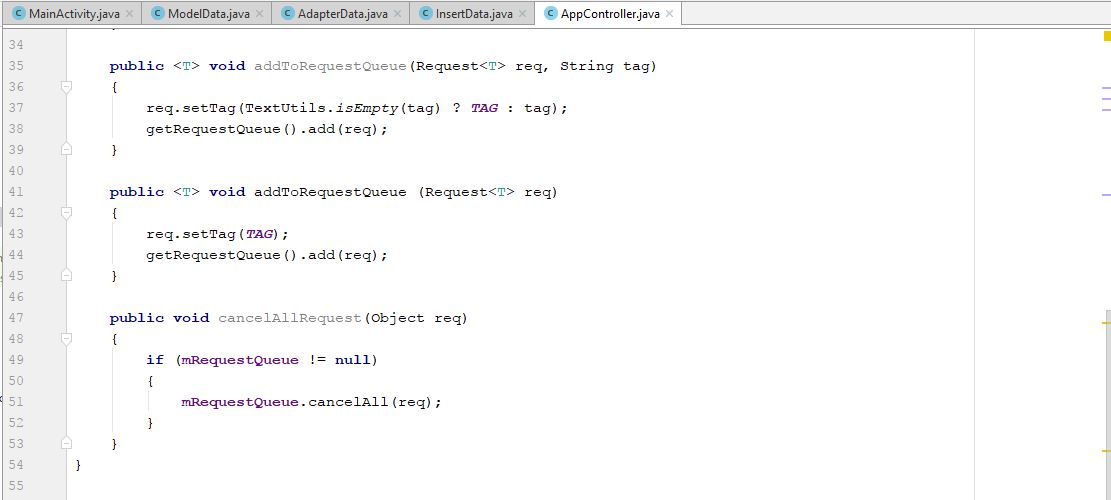 MainActivity.java ModelData.java AdapterData.java InsertData.java AppController.java
34
35 public <T> void addToRequestQueue(Request<T> req, String tag)
36 {
37 req.setTag(TextUtils.isEmpty(tag) ? TAG : tag);
38 getRequestQueue().add(req);
39 }
40
41 public <T> void addToRequestQueue (Request<T> req)
42 {
43 req.setTag(TAG);
44 getRequestQueue().add(req);
45 }
46
47 public void cancelAllRequest(Object req)
48 {
49 if (mRequestQueue != null)
50 {
51 mRequestQueue.cancelAll(req);
52 }
53 }
54 }
55